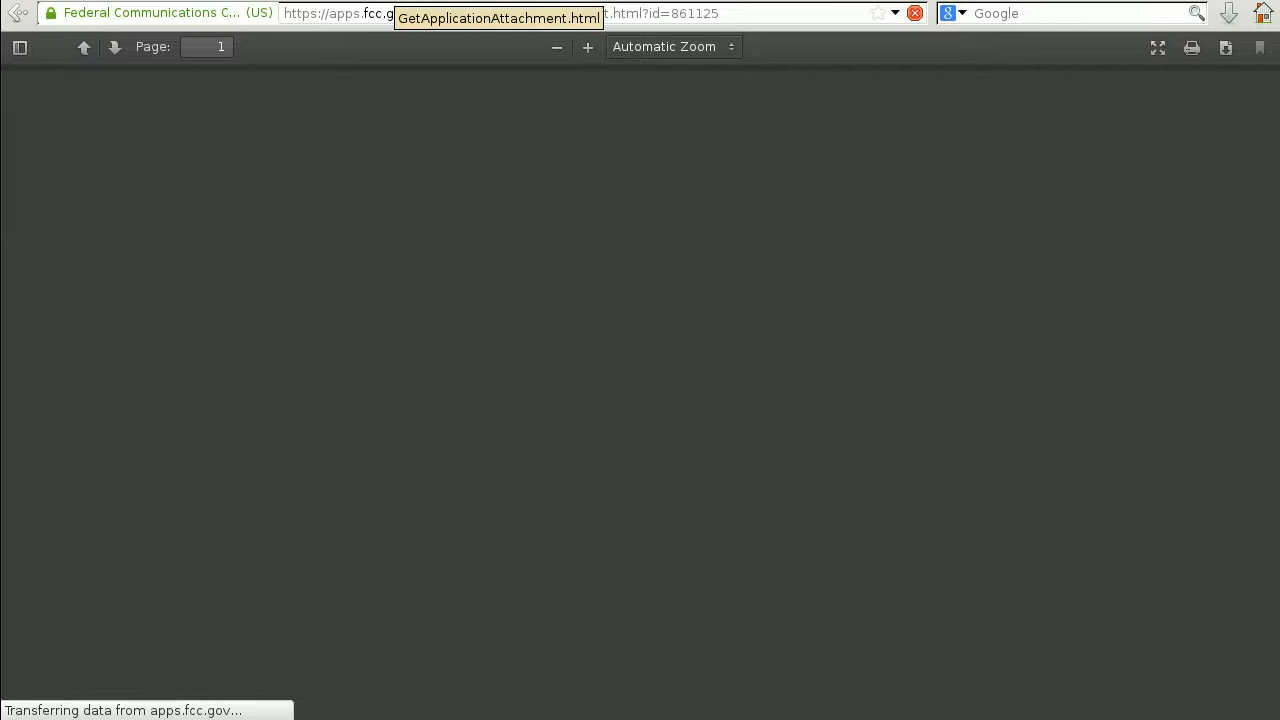 Federal Communications C... (US) https://apps.fcc.g t.html?id=861125 Google
GetApplicationAttachment.html
Page: 1 Automatic Zoom
Transferring data from apps.fcc.gov...